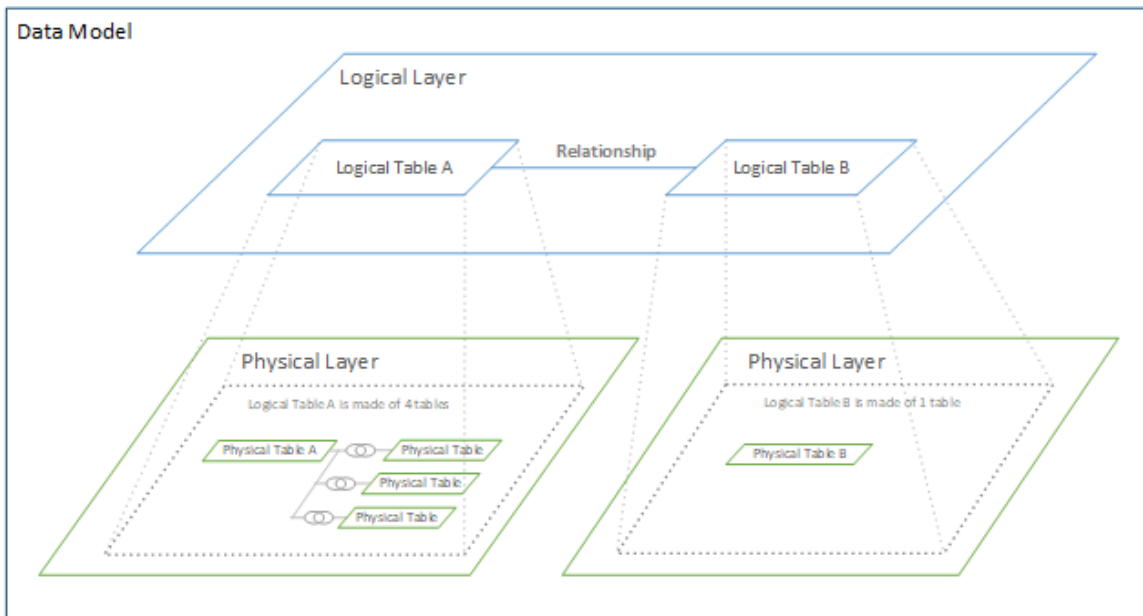 Data Model
Logical Layer
Logical Table A
Relationship
Logical Table B
Physical Layer
Logical Table A is made of 4 tables
Physical Table A
Physical Table
Physical Table
Physical Table
Physical Layer
Logical Table B is made of 1 table
Physical Table B